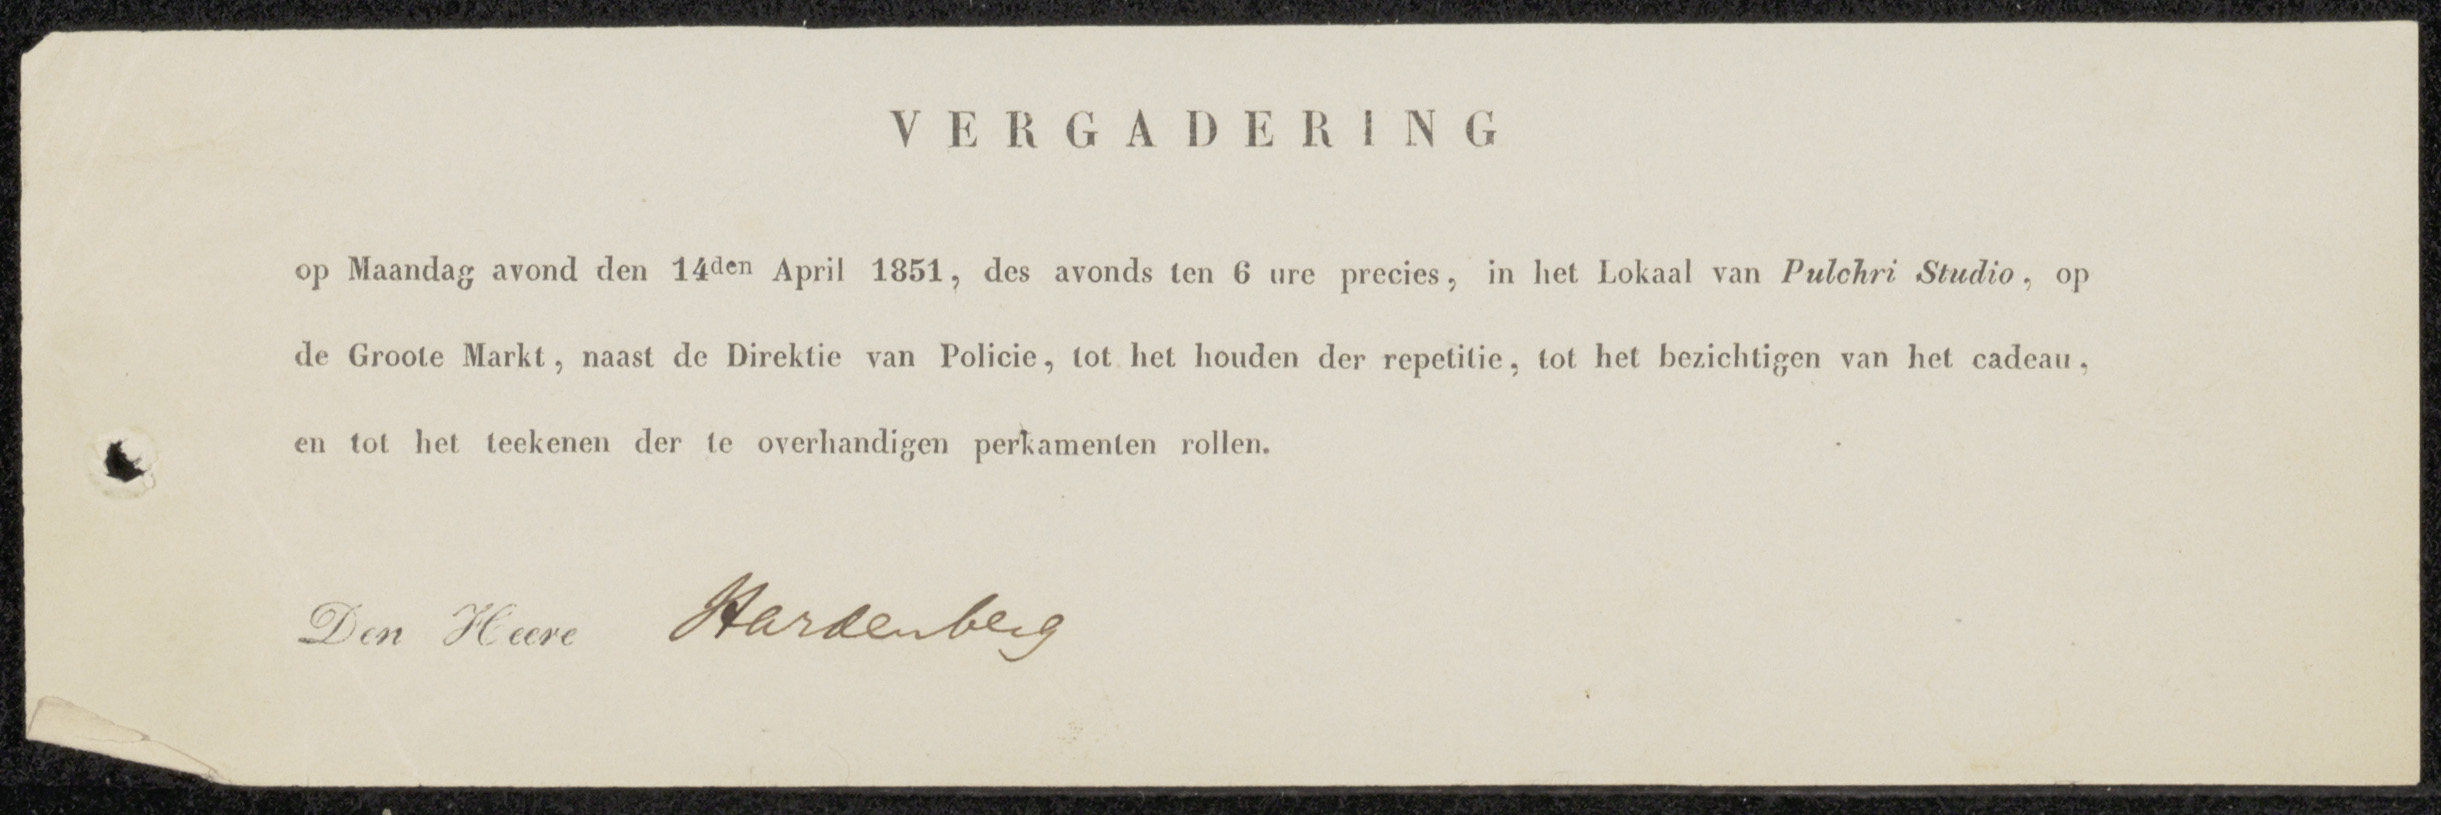 VERGADERING
op Maandag avond den 14den April 1851, des avonds ten 6 ure precies, in het Lokaal van Pulchri Studio, op
de Groote Markt, naast de Direktie van Policie, tot het houden der repetitie, tot het bezichtigen van het cadeau,
en tot het teekenen der te overhandigen perkamenten rollen.
Den Heere Hardenberg